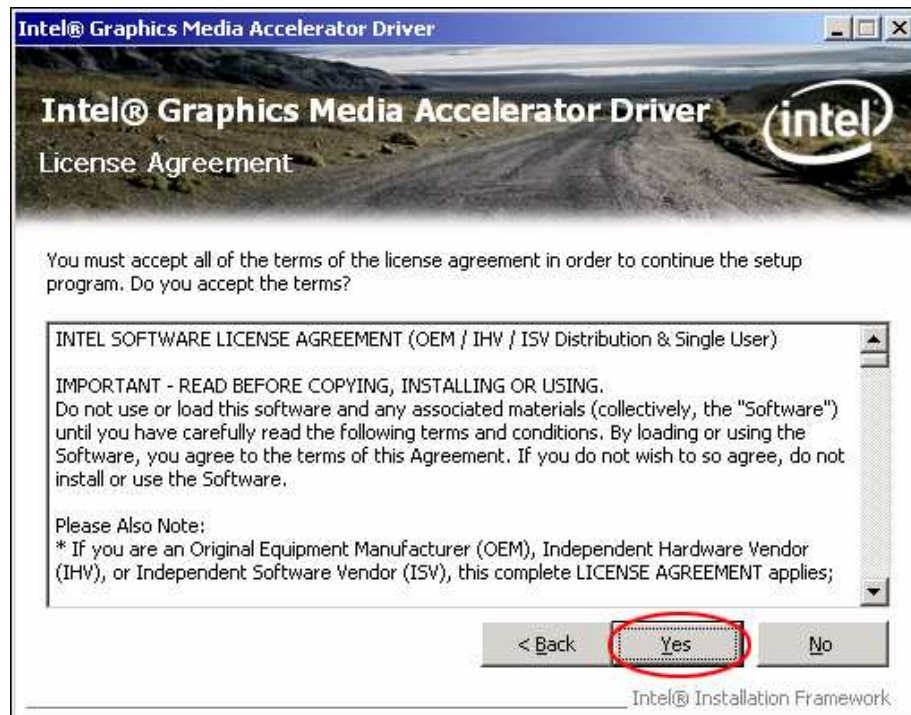 Intel® Graphics Media Accelerator Driver
Intel® Graphics Media Accelerator Driver
intel
License Agreement
You must accept all of the terms of the license agreement in order to continue the setup
program. Do you accept the terms?
INTEL SOFTWARE LICENSE AGREEMENT (OEM / IHV / ISV Distribution & Single User)
IMPORTANT - READ BEFORE COPYING, INSTALLING OR USING.
Do not use or load this software and any associated materials (collectively, the "Software")
until you have carefully read the following terms and conditions. By loading or using the
Software, you agree to the terms of this Agreement. If you do not wish to so agree, do not
install or use the Software.
Please Also Note:
* If you are an Original Equipment Manufacturer (OEM), Independent Hardware Vendor
(IHV), or Independent Software Vendor (ISV), this complete LICENSE AGREEMENT applies;
< Back
Yes
No
Intel® Installation Framework